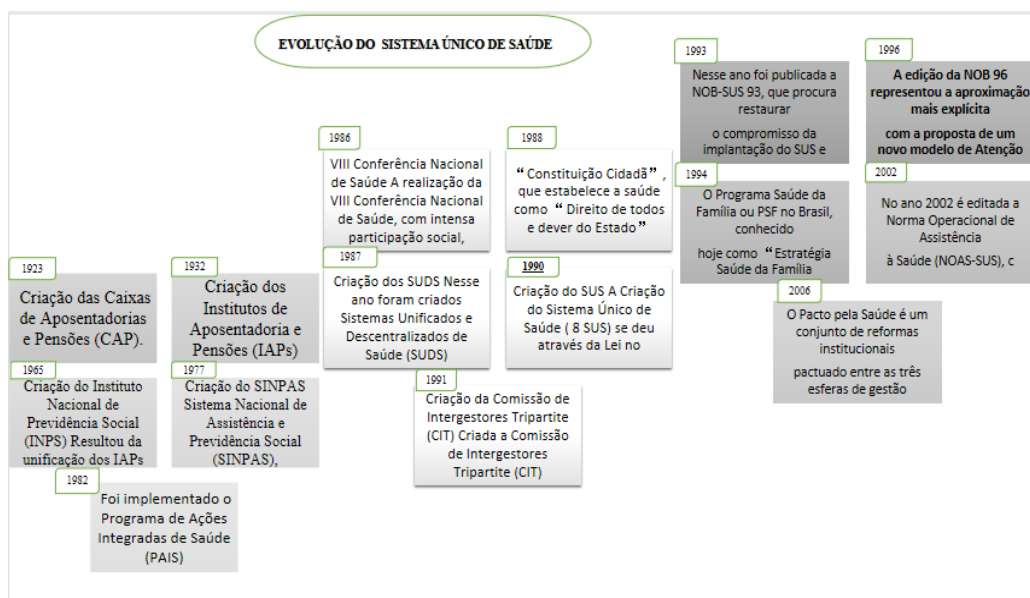 EVOLUÇÃO DO SISTEMA ÚNICO DE SAÚDE
1923
Criação das Caixas
de Aposentadorias
e Pensões (CAP).
1932
Criação dos
Institutos de
Aposentadoria e
Pensões (IAPs)
1965
Criação do Instituto
Nacional de
Previdência Social
(INPS) Resultou da
unificação dos IAPs
1977
Criação do SINPAS
Sistema Nacional de
Assistência e
Previdência Social
(SINPAS),
1982
Foi implementado o
Programa de Ações
Integradas de Saúde
(PAIS)
1986
VIII Conferência Nacional
de Saúde A realização da
VIII Conferência Nacional
de Saúde, com intensa
participação social,
1988
“Constituição Cidadã”,
que estabelece a saúde
como “Direito de todos
e dever do Estado”
1987
Criação dos SUDS Nesse
ano foram criados
Sistemas Unificados e
Descentralizados de
Saúde (SUDS)
1990
Criação do SUS A Criação
do Sistema Único de
Saúde ( 8 SUS) se deu
através da Lei no
1991
Criação da Comissão de
Intergestores Tripartite
(CIT) Criada a Comissão
de Intergestores
Tripartite (CIT)
1993
Nesse ano foi publicada a
NOB-SUS 93, que procura
restaurar
o compromisso da
implantação do SUS e
1996
A edição da NOB 96
representou a aproximação
mais explícita
com a proposta de um
novo modelo de Atenção
1994
O Programa Saúde da
Família ou PSF no Brasil,
conhecido
hoje como “Estratégia
Saúde da Família
2002
No ano 2002 é editada a
Norma Operacional de
Assistência
à Saúde (NOAS-SUS), c
2006
O Pacto pela Saúde é um
conjunto de reformas
institucionais
pactuado entre as três
esferas de gestão